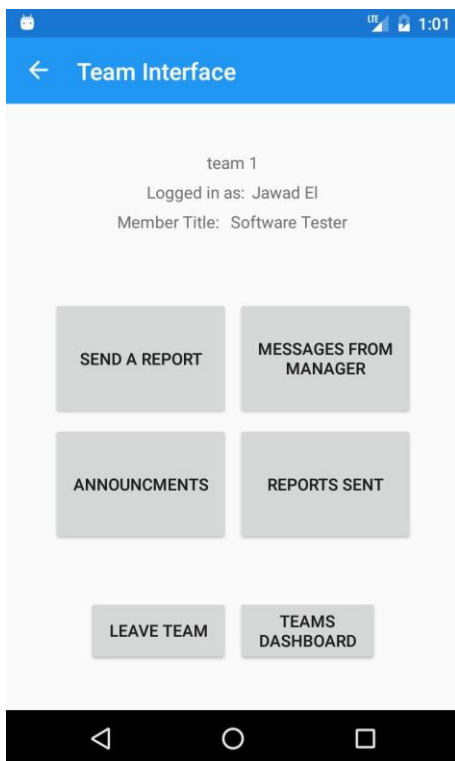 LTE 1:01
Team Interface
team 1
Logged in as: Jawad El
Member Title: Software Tester
SEND A REPORT
MESSAGES FROM
MANAGER
ANNOUNCMENTS
REPORTS SENT
LEAVE TEAM
TEAMS
DASHBOARD